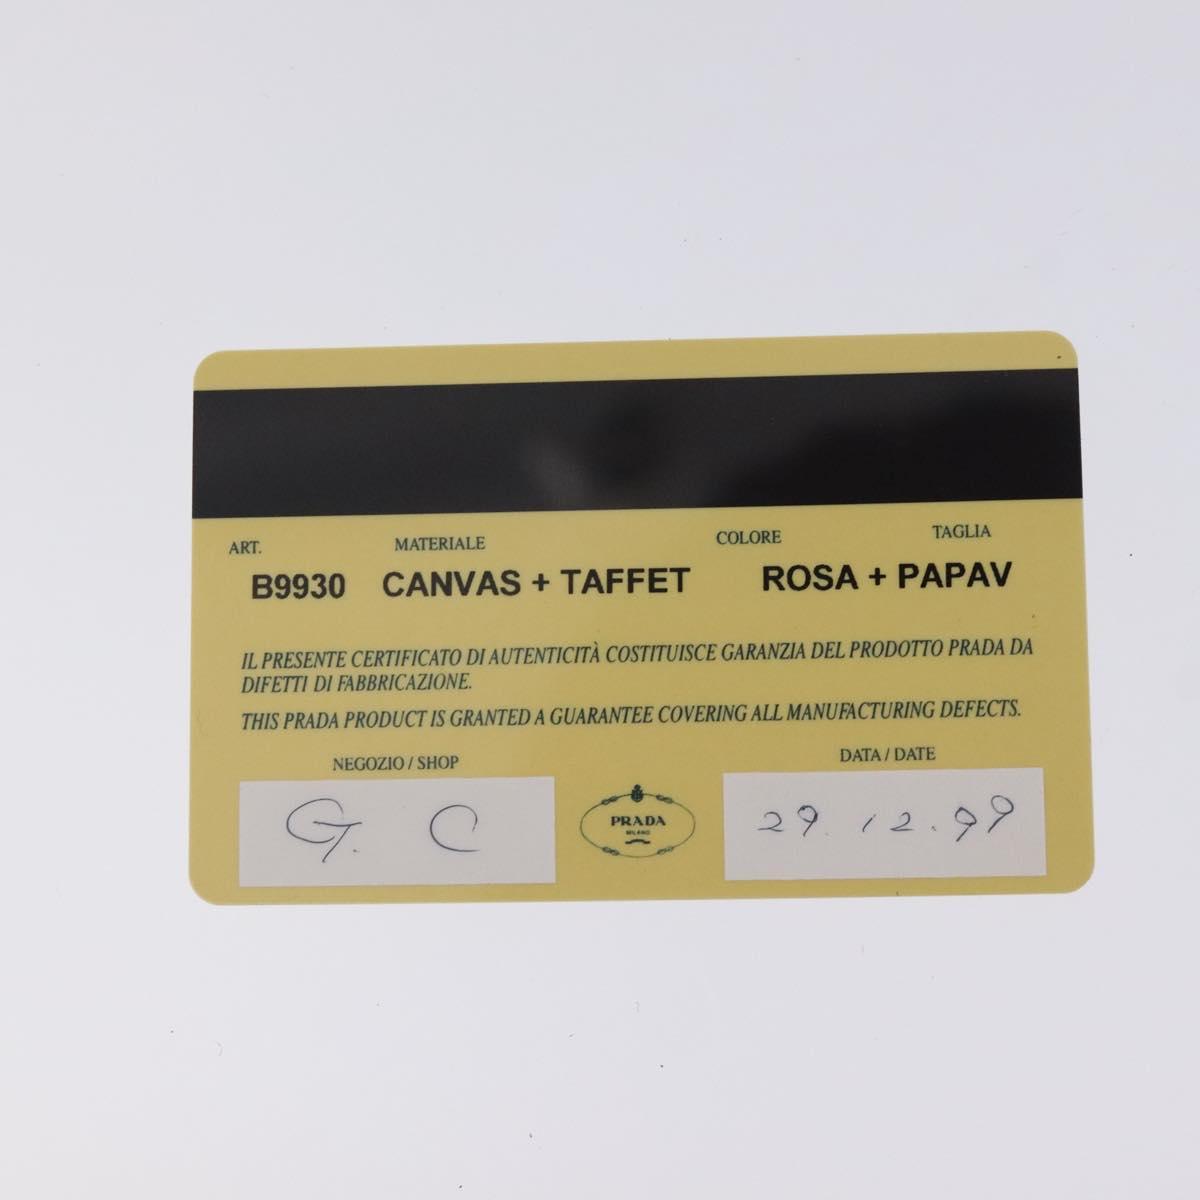 ART. MATERIALE COLORE TAGLIA
B9930 CANVAS + TAFFET ROSA + PAPAV
IL PRESENTE CERTIFICATO DI AUTENTICITÀ COSTITUISCE GARANZIA DEL PRODOTTO PRADA DA
DIFETTI DI FABBRICAZIONE.
THIS PRADA PRODUCT IS GRANTED A GUARANTEE COVERING ALL MANUFACTURING DEFECTS.
NEGOZIO / SHOP DATA / DATE
G. C
PRADA
MILANO
29.12.99